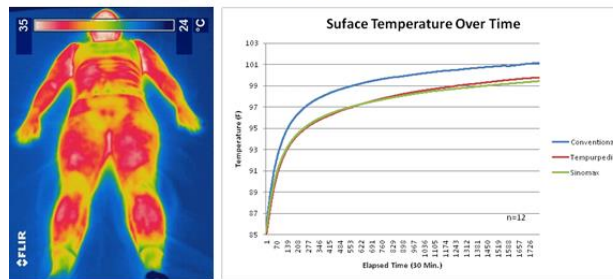 35
24
°C
FLIR
Suface Temperature Over Time
Temperature (F)
103
101
99
97
95
93
91
89
87
85
1 70 139 208 277 346 415 484 553 622 691 760 829 898 967 1036 1105 1174 1243 1312 1381 1450 1519 1588 1657 1726
Elapsed Time (30 Min.)
Conventiona
Tempurpedi
Sinomax
n=12